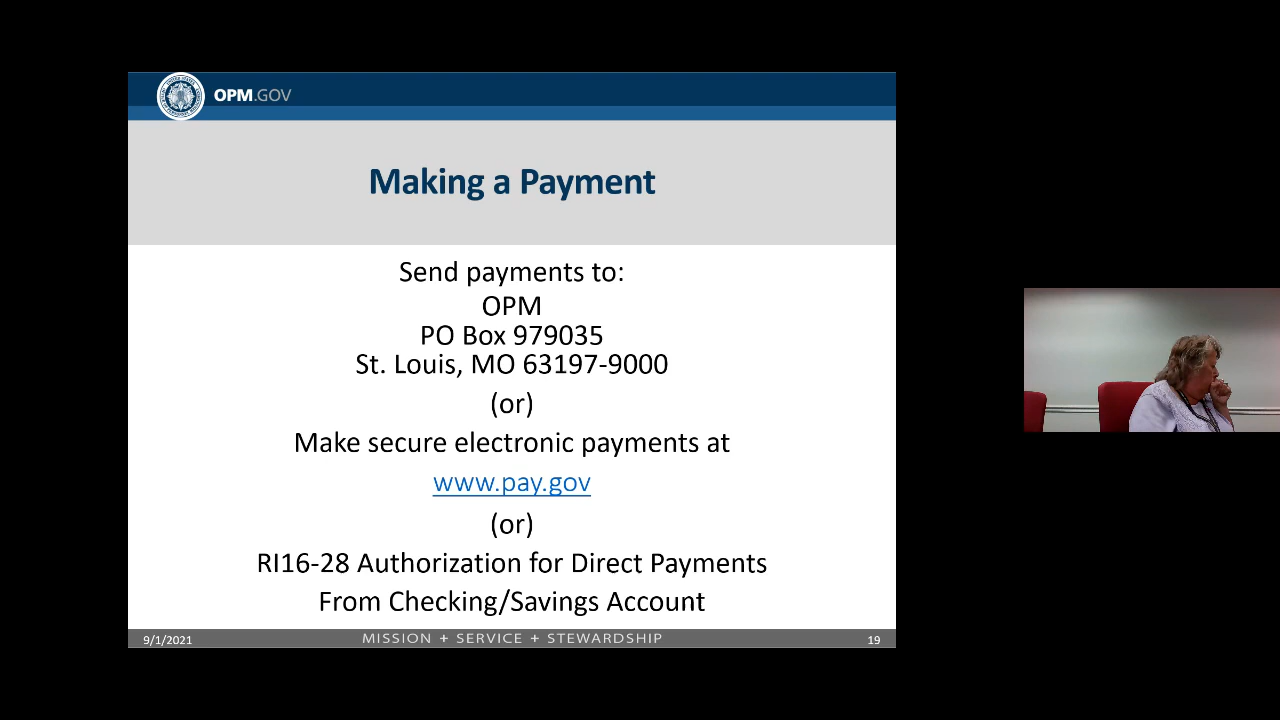 OPM.GOV
Making a Payment
Send payments to:
OPM
PO Box 979035
St. Louis, MO 63197-9000
(or)
Make secure electronic payments at
www.pay.gov
(or)
RI16-28 Authorization for Direct Payments
From Checking/Savings Account
9/1/2021
MISSION + SERVICE + STEWARDSHIP
19